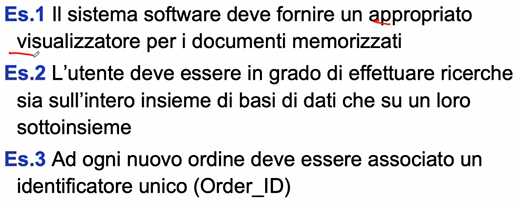 Es.1 Il sistema software deve fornire un appropriato
visualizzatore per i documenti memorizzati
Es.2 L'utente deve essere in grado di effettuare ricerche
sia sull'intero insieme di basi di dati che su un loro
sottoinsieme
Es.3 Ad ogni nuovo ordine deve essere associato un
identificatore unico (Order_ID)